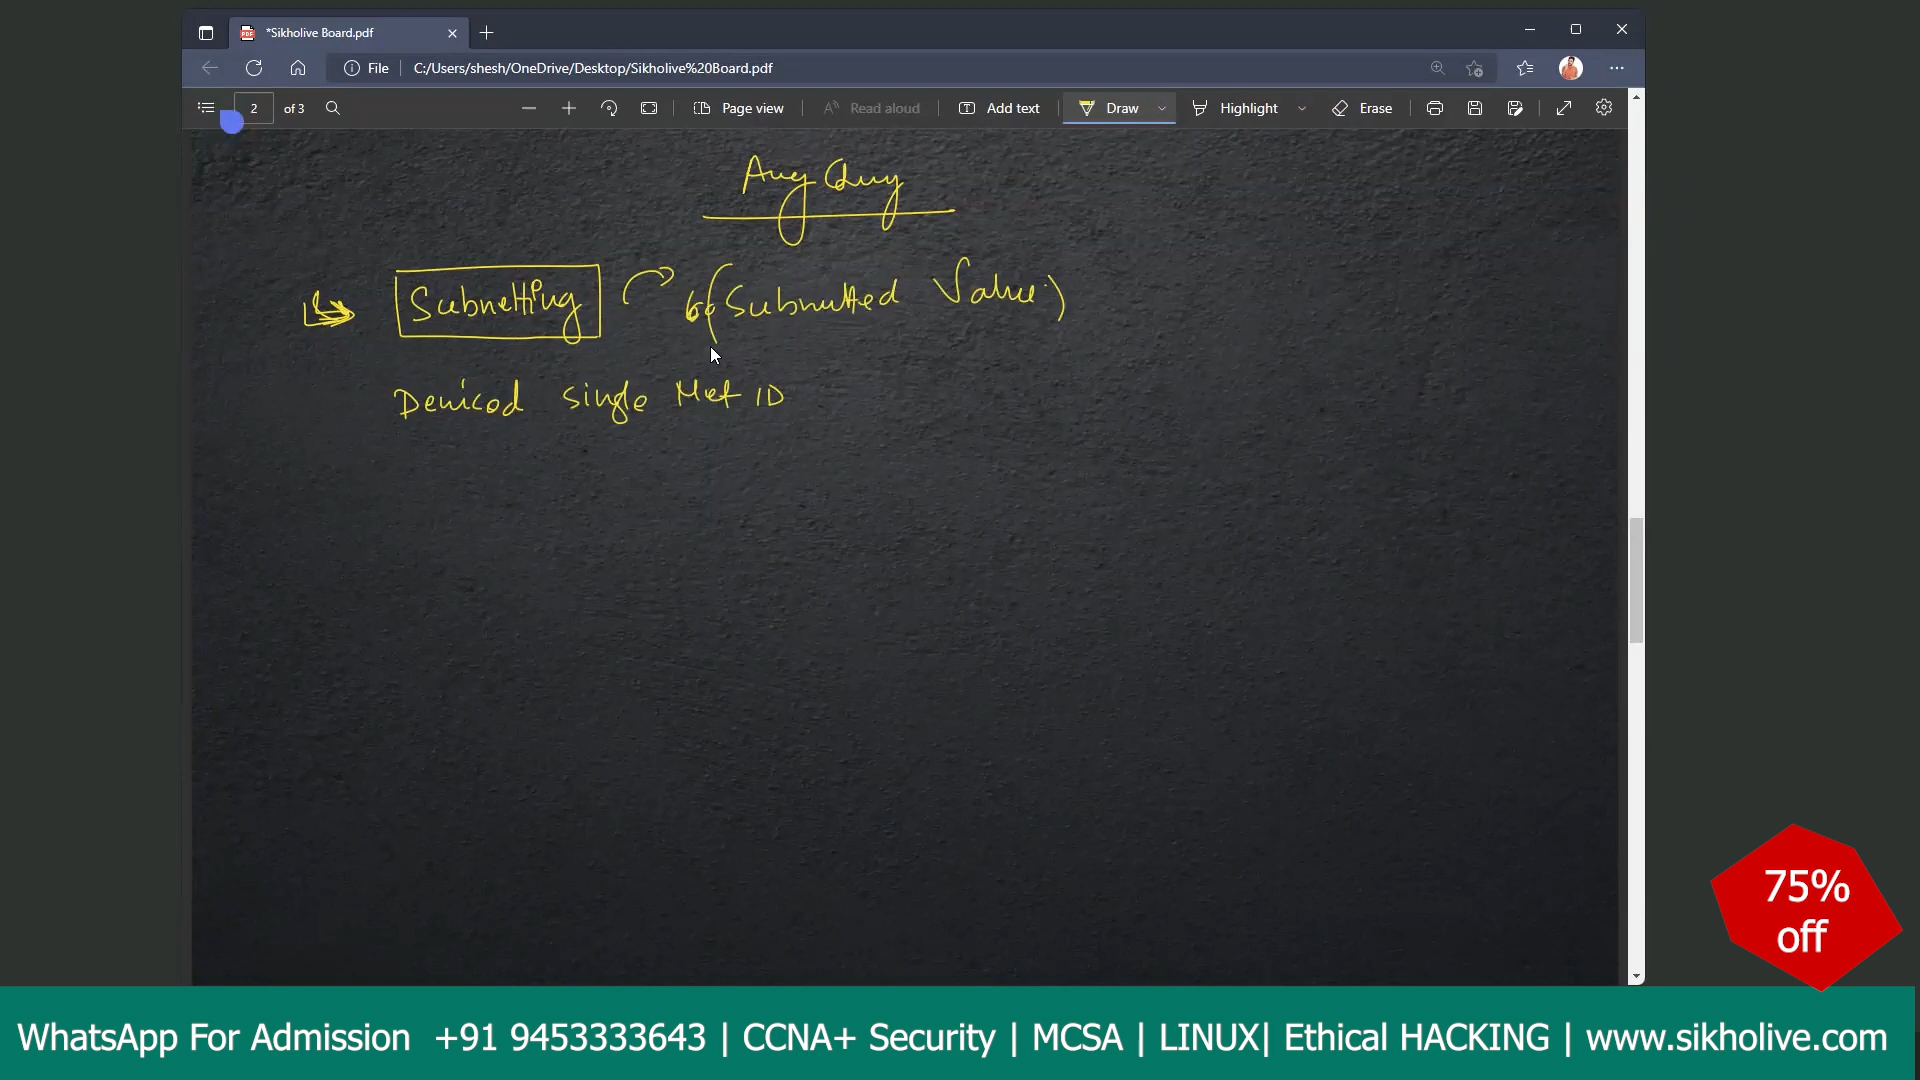 *Sikholive Board.pdf
File C:/Users/shesh/OneDrive/Desktop/Sikholive%20Board.pdf
2 of 3 Page view Read aloud Add text Draw Highlight Erase
Any Query
Subnetting (Subnetted Value)
Deviced single Net ID
75%
off
WhatsApp For Admission +91 9453333643 | CCNA+ Security | MCSA | LINUX| Ethical HACKING | www.sikholive.com